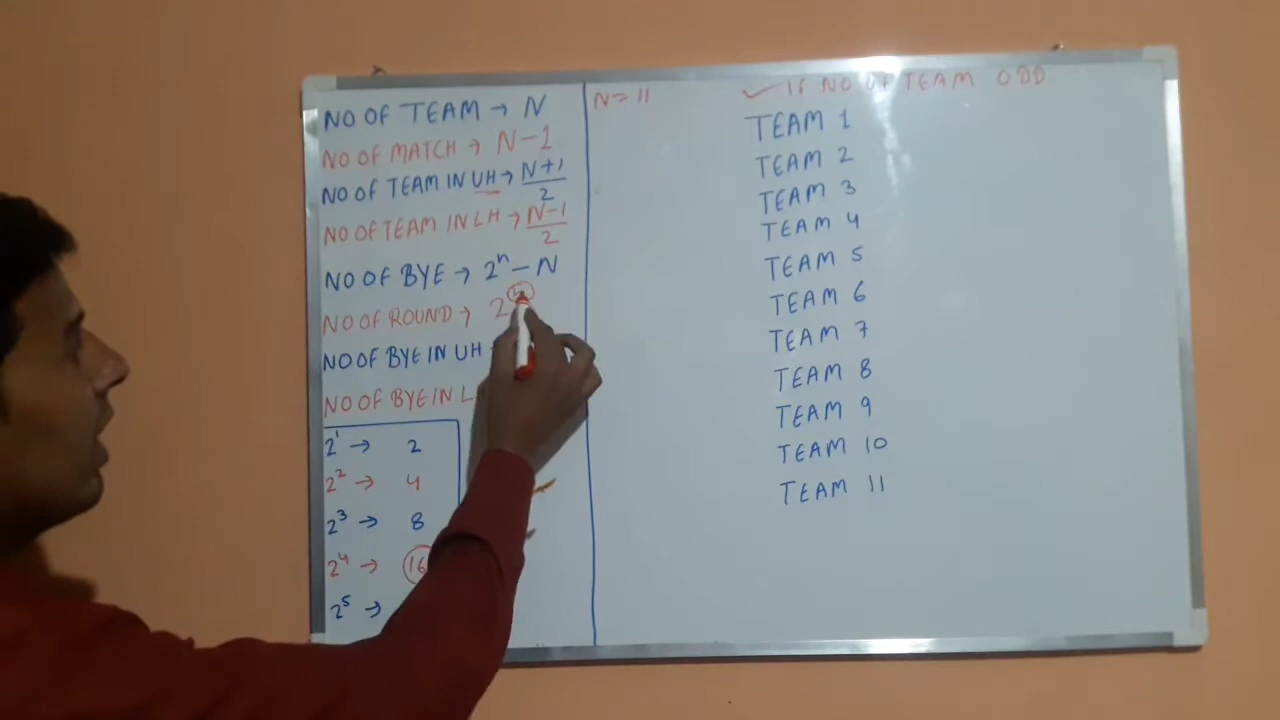 NO OF TEAM → N
NO OF MATCH → N-1
NO OF TEAM IN UH → N+1/2
NO OF TEAM IN LH → N-1/2
NO OF BYE → 2ⁿ - N
NO OF ROUND → 2
NO OF BYE IN UH
NO OF BYE IN L
2¹ → 2
2² → 4
2³ → 8
2⁴ → 16
2⁵ →
N = 11
✓ IF NO OF TEAM ODD
TEAM 1
TEAM 2
TEAM 3
TEAM 4
TEAM 5
TEAM 6
TEAM 7
TEAM 8
TEAM 9
TEAM 10
TEAM 11